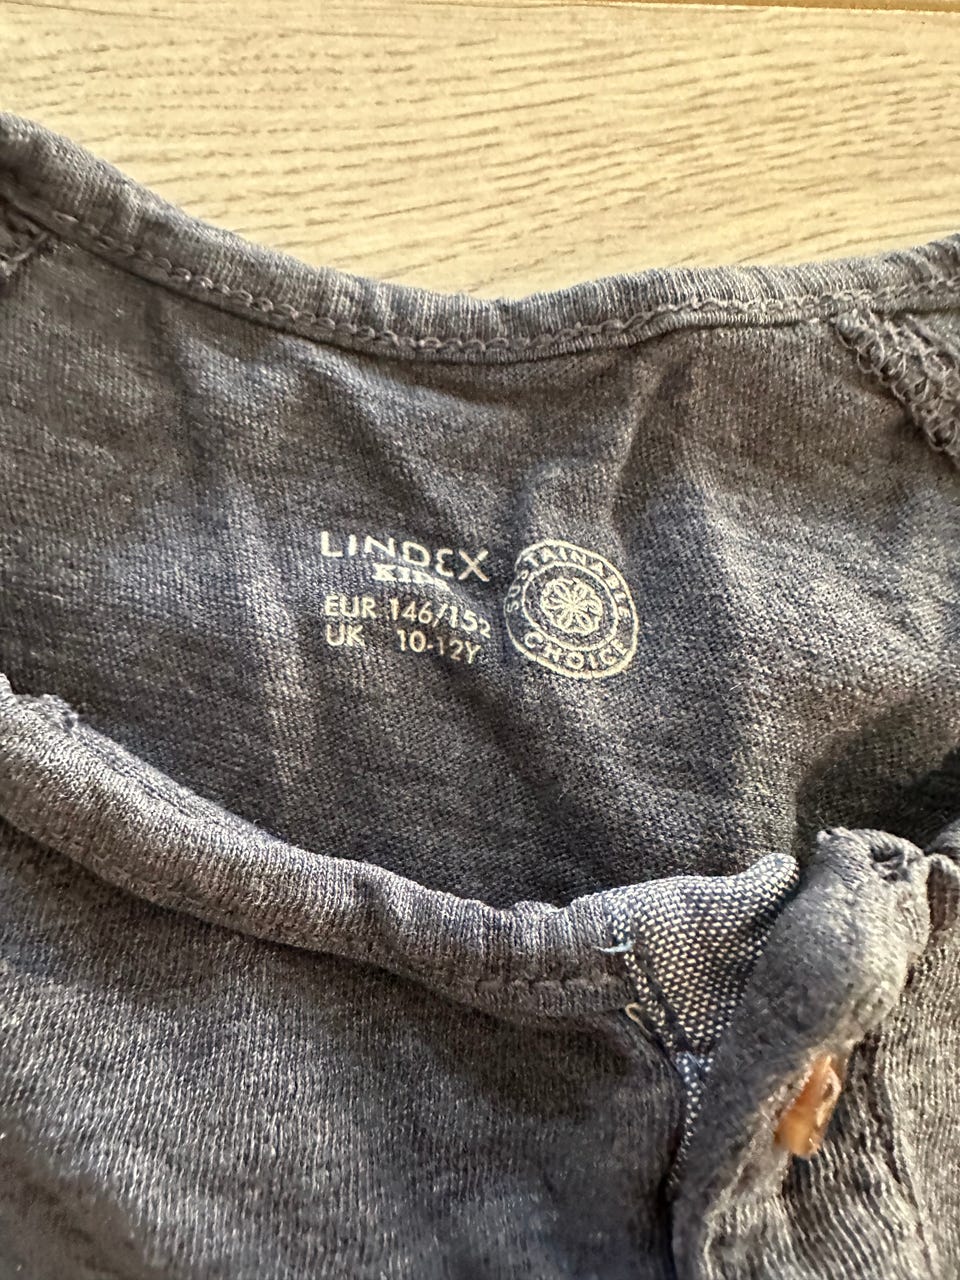 LINDEX
KIDS
EUR 146/152
UK 10-12Y
SUSTAINABLE
CHOICE